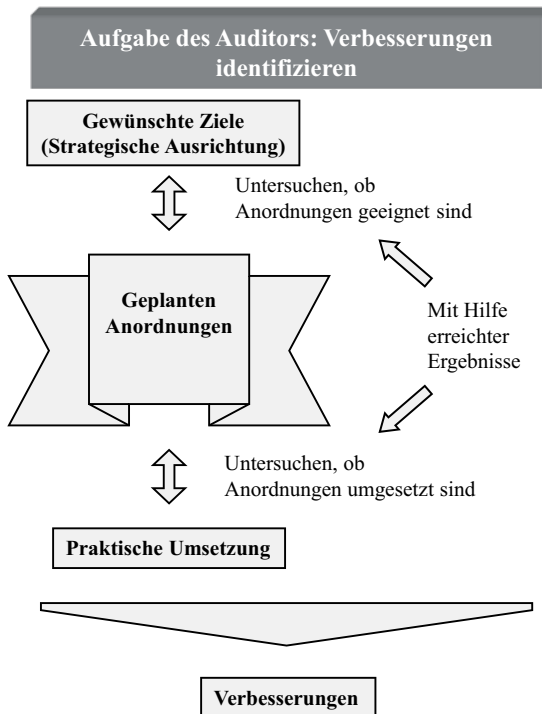 Aufgabe des Auditors: Verbesserungen
identifizieren
Gewünschte Ziele
(Strategische Ausrichtung)
Untersuchen, ob
Anordnungen geeignet sind
Geplanten
Anordnungen
Mit Hilfe
erreichter
Ergebnisse
Untersuchen, ob
Anordnungen umgesetzt sind
Praktische Umsetzung
Verbesserungen